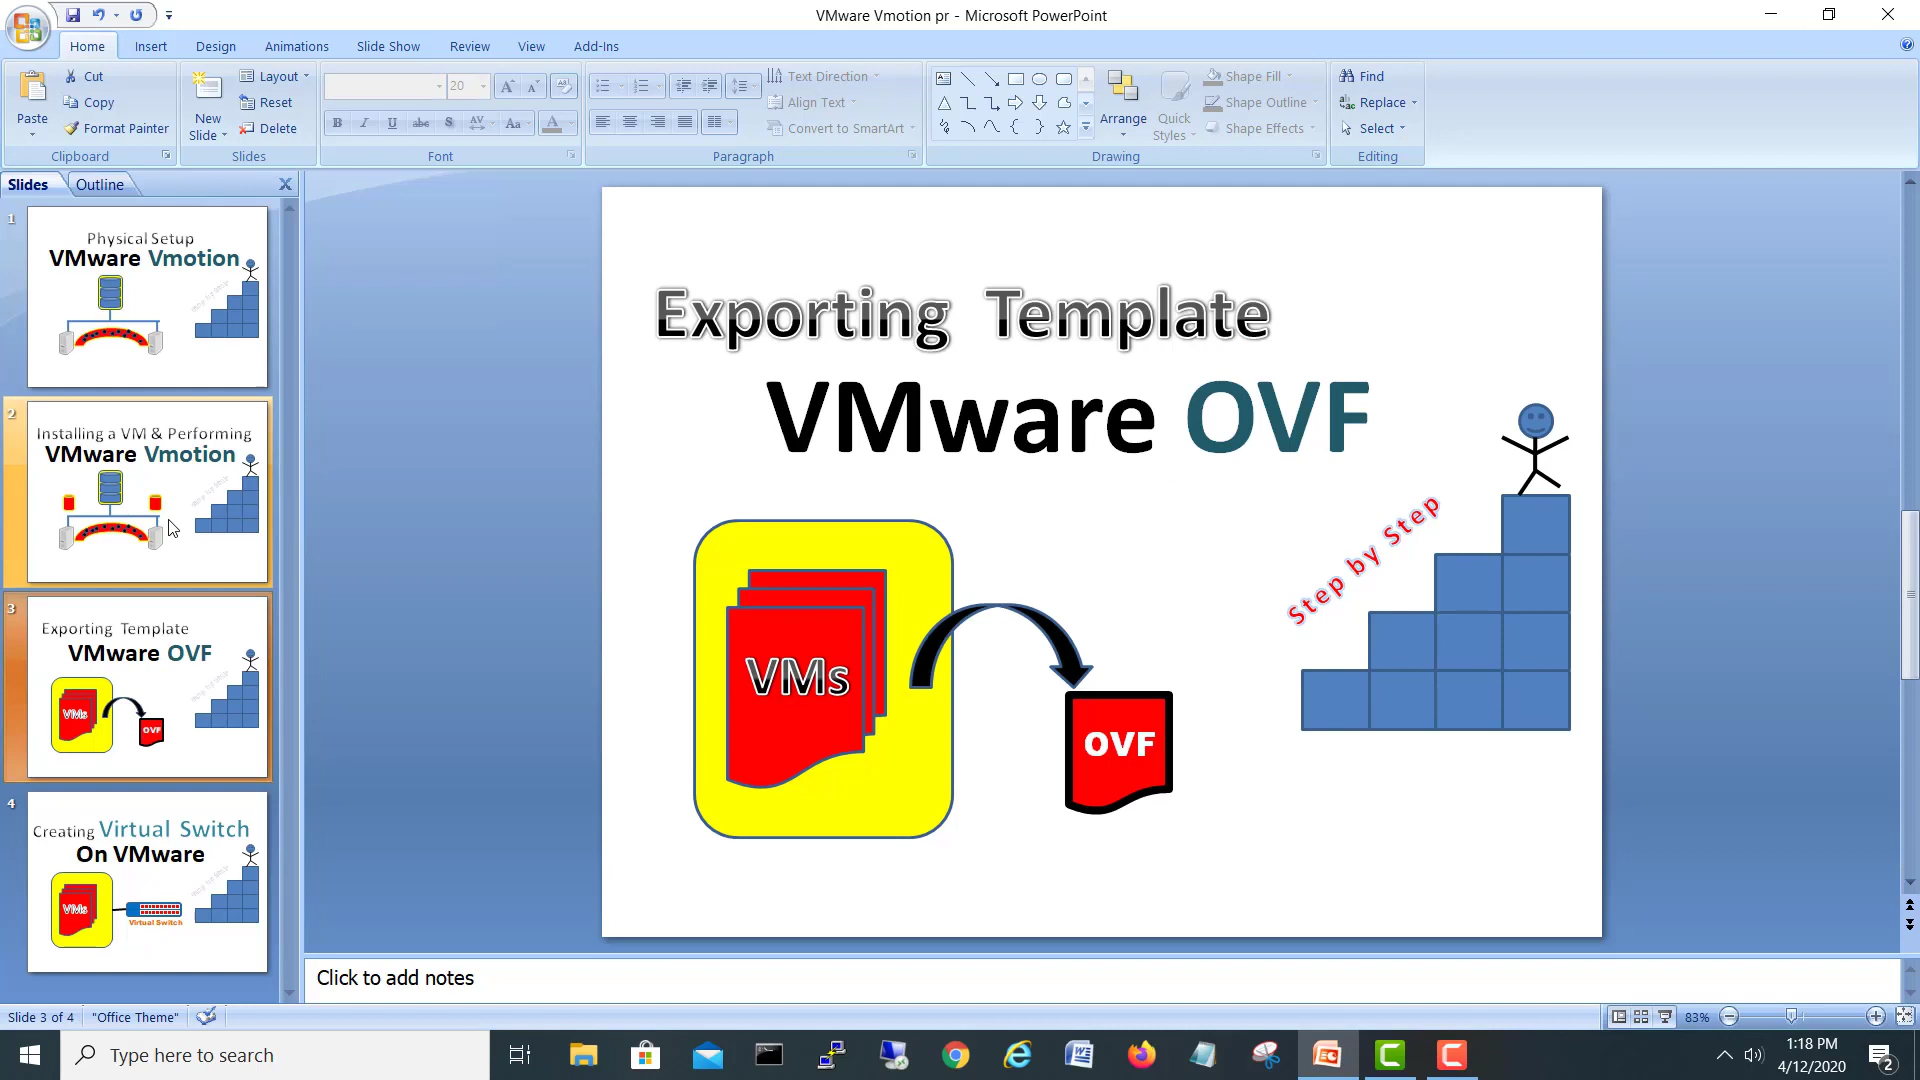 VMware Vmotion pr - Microsoft PowerPoint
Home Insert Design Animations Slide Show Review View Add-Ins
Paste
Cut
Copy
Format Painter
Clipboard
New Slide
Layout
Reset
Delete
Slides
20
B I U abc S AV Aa A
Font
Text Direction
Align Text
Convert to SmartArt
Paragraph
Arrange
Quick Styles
Shape Fill
Shape Outline
Shape Effects
Drawing
Find
Replace
Select
Editing
Slides Outline
1
Physical Setup
VMware Vmotion
2
Installing a VM & Performing
VMware Vmotion
3
Exporting Template
VMware OVF
VMs
OVF
4
Creating Virtual Switch
On VMware
VMs
Virtual Switch
Exporting Template
VMware OVF
Step by Step
VMs
OVF
Click to add notes
Slide 3 of 4 "Office Theme" 83%
Type here to search
1:18 PM
4/12/2020
2